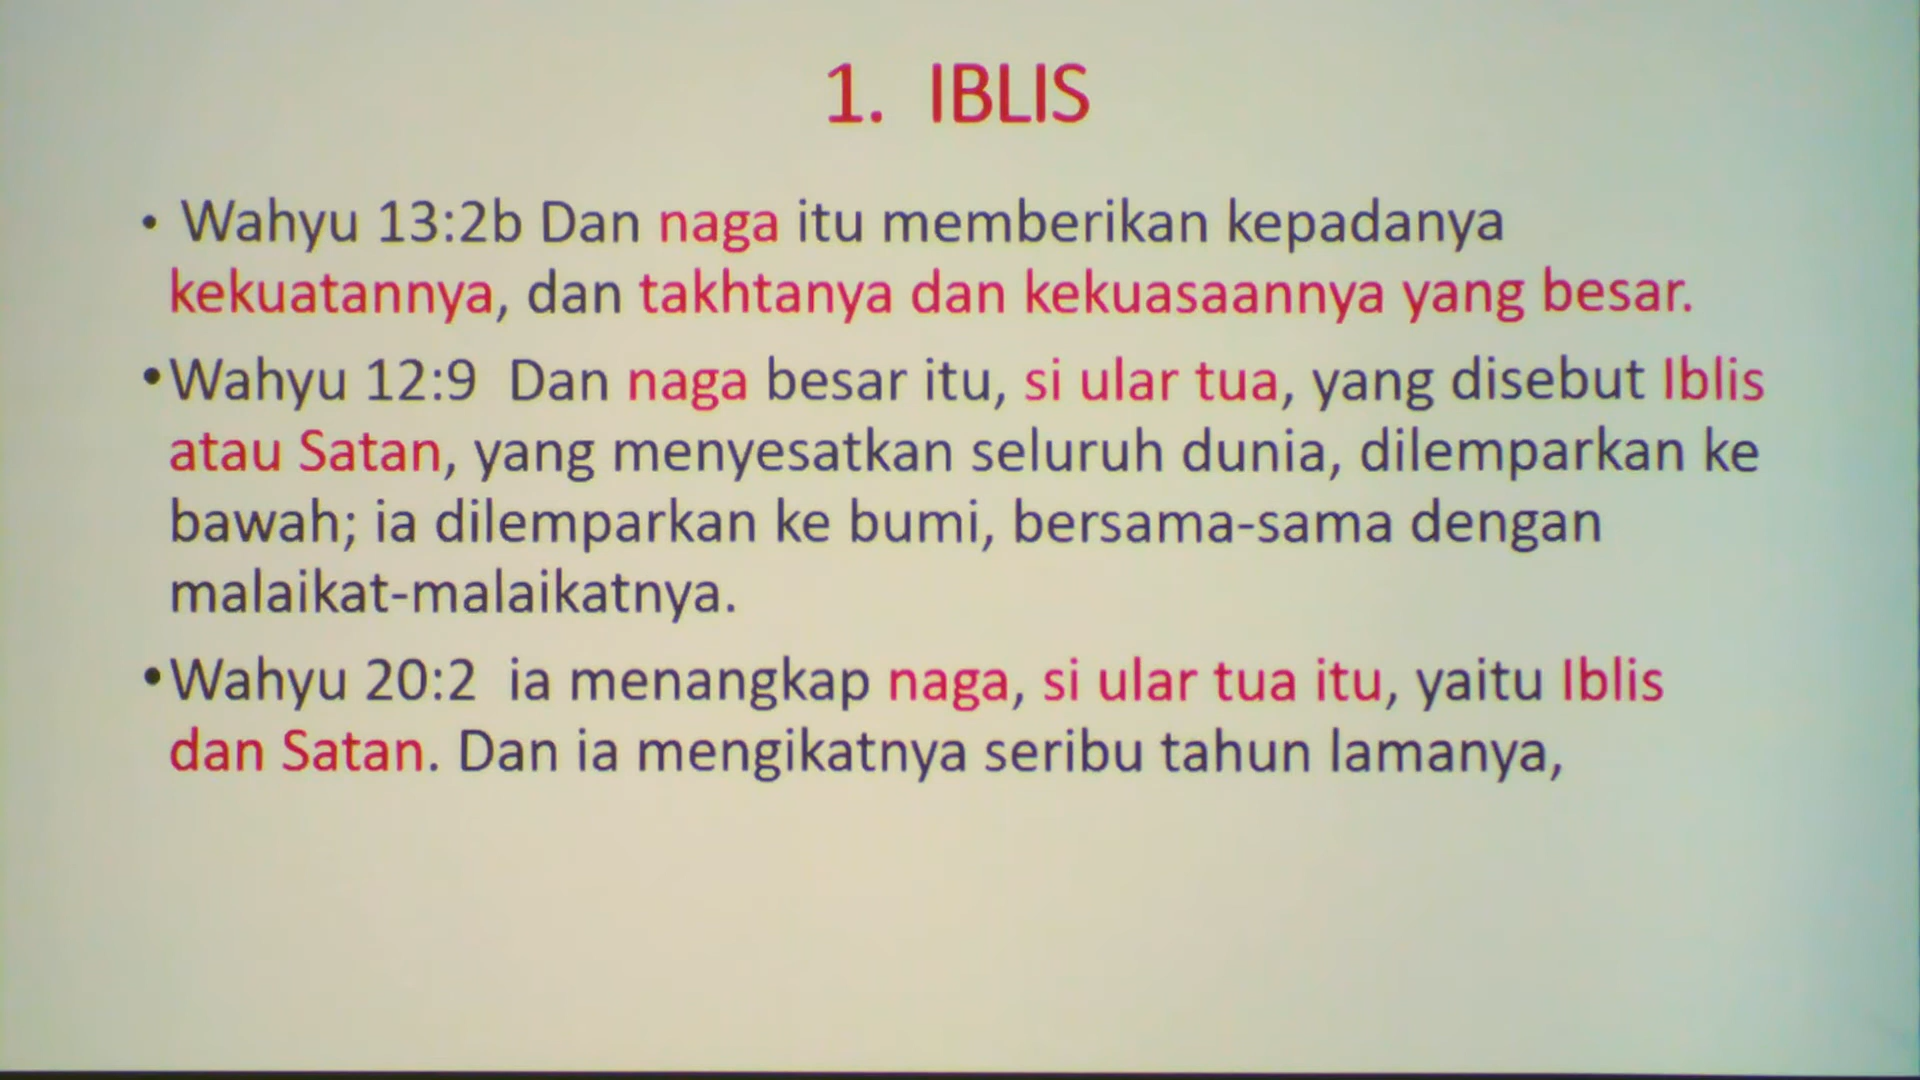 1. IBLIS
• Wahyu 13:2b Dan naga itu memberikan kepadanya
kekuatannya, dan takhtanya dan kekuasaannya yang besar.
•Wahyu 12:9 Dan naga besar itu, si ular tua, yang disebut Iblis
atau Satan, yang menyesatkan seluruh dunia, dilemparkan ke
bawah; ia dilemparkan ke bumi, bersama-sama dengan
malaikat-malaikatnya.
•Wahyu 20:2 ia menangkap naga, si ular tua itu, yaitu Iblis
dan Satan. Dan ia mengikatnya seribu tahun lamanya,